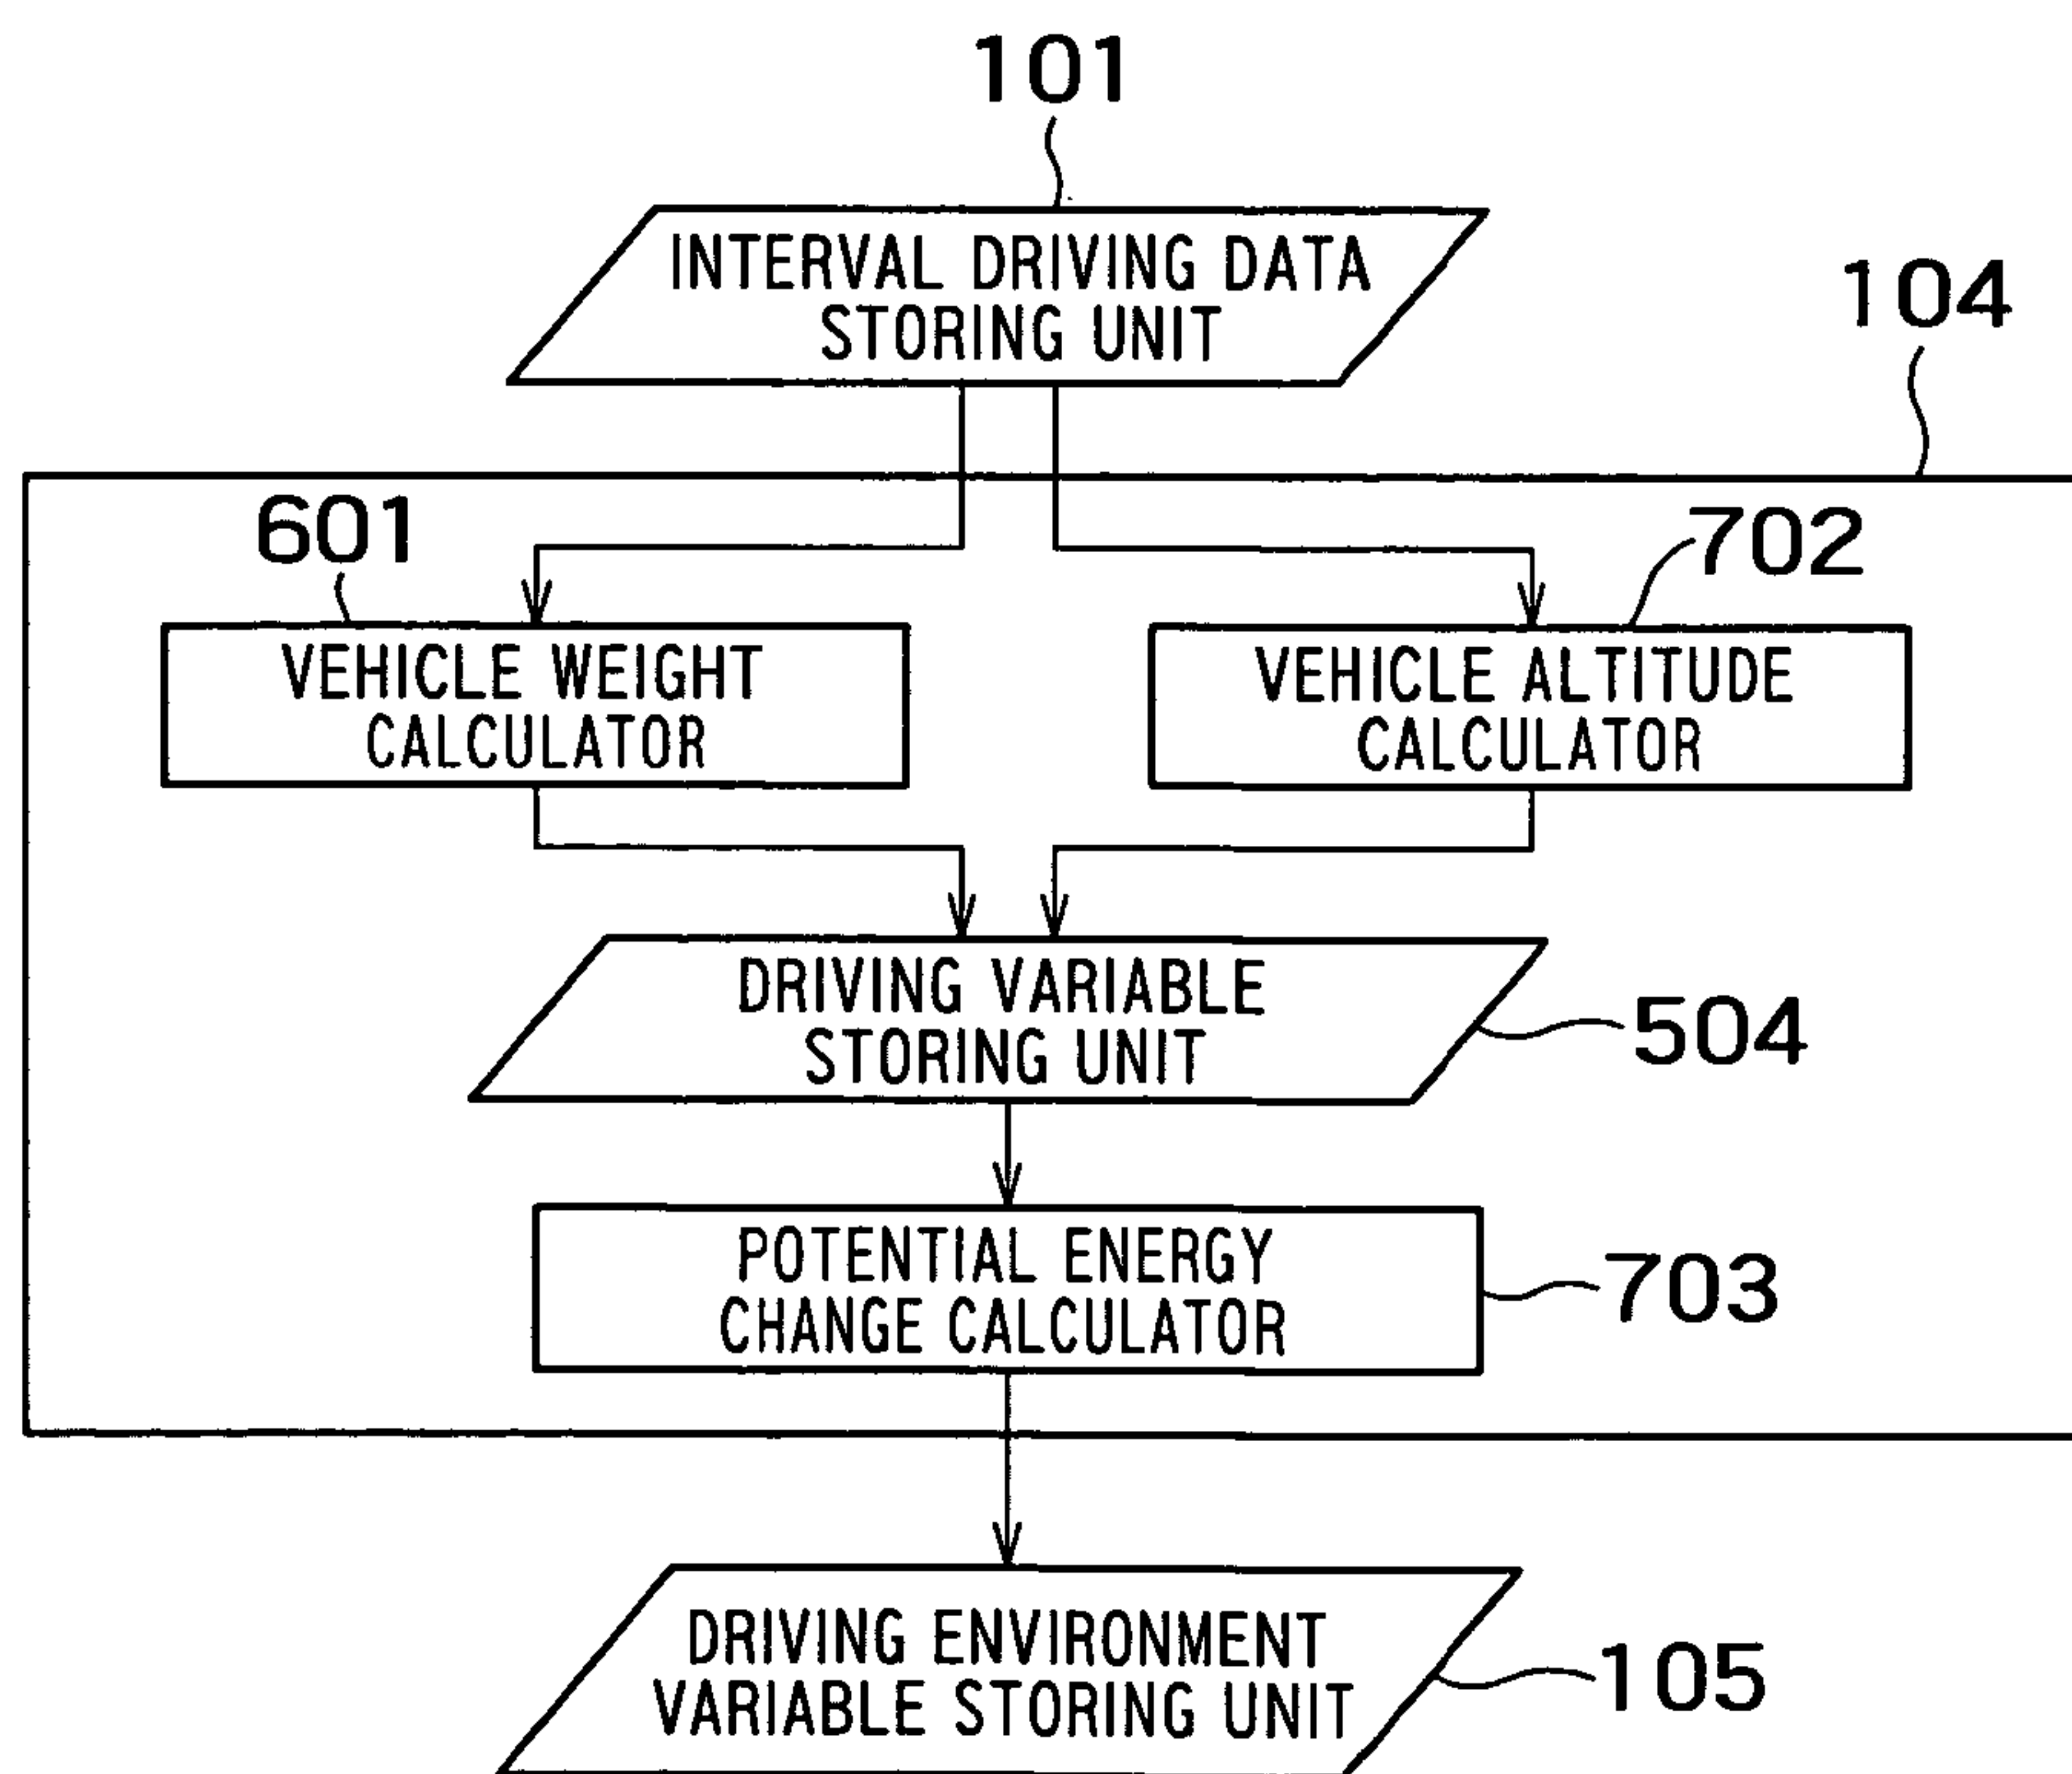 101
INTERVAL DRIVING DATA
STORING UNIT
104
601
702
VEHICLE WEIGHT
CALCULATOR
VEHICLE ALTITUDE
CALCULATOR
DRIVING VARIABLE
STORING UNIT
504
POTENTIAL ENERGY
CHANGE CALCULATOR
703
DRIVING ENVIRONMENT
VARIABLE STORING UNIT
105